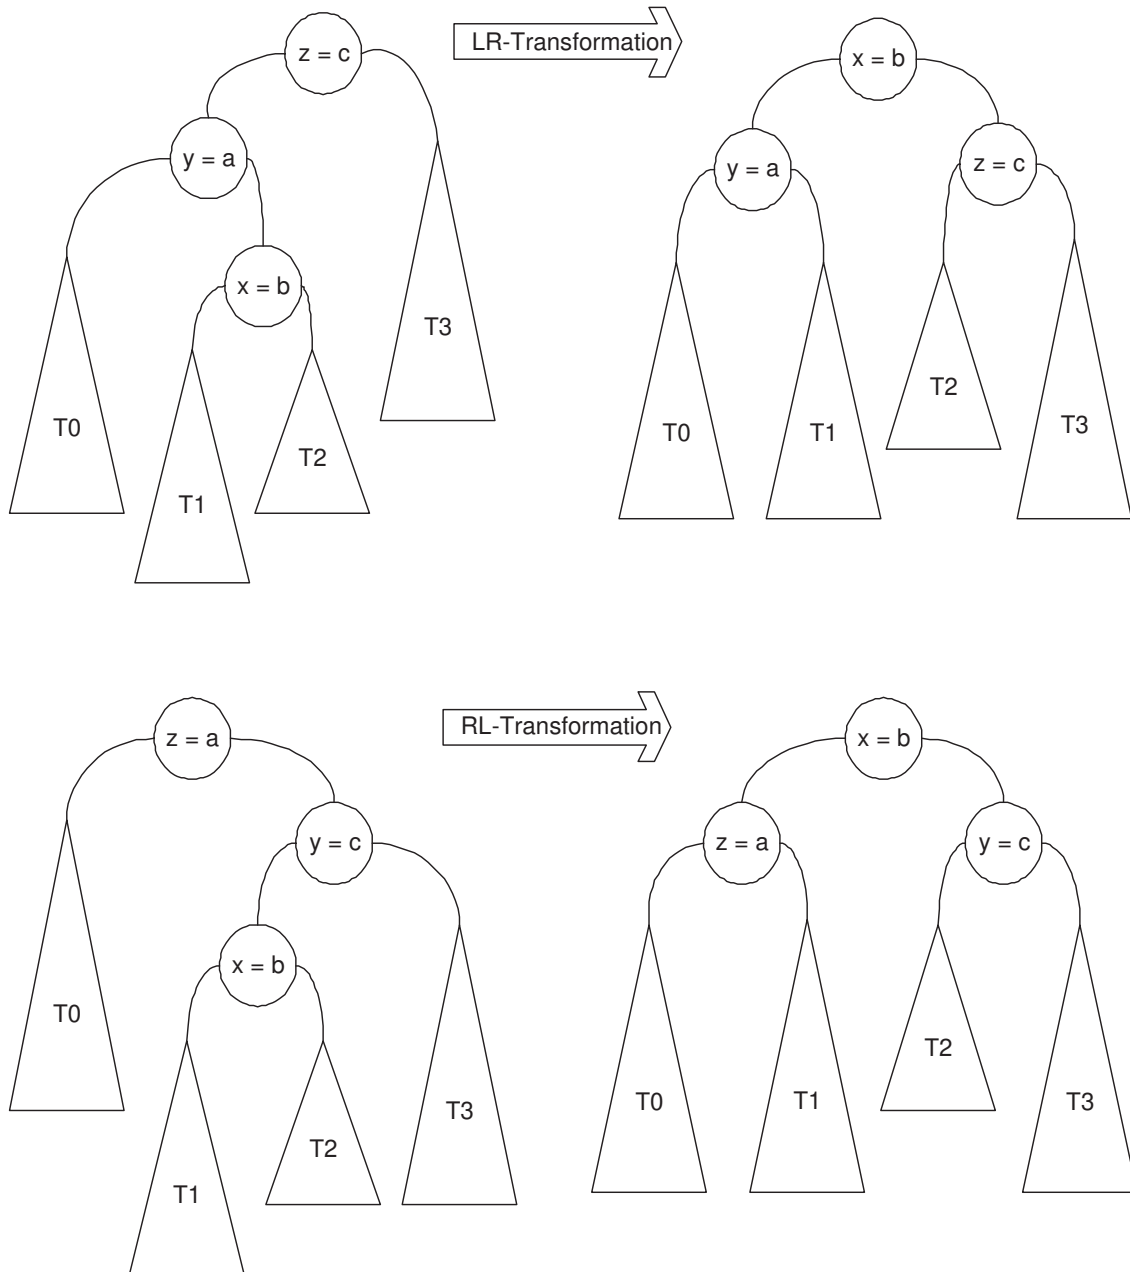 z = c
LR-Transformation
x = b
y = a
y = a
z = c
x = b
T3
T2
T0
T2
T1
T0
T1
T3
z = a
RL-Transformation
x = b
y = c
z = a
y = c
x = b
T0
T2
T3
T2
T1
T0
T1
T3